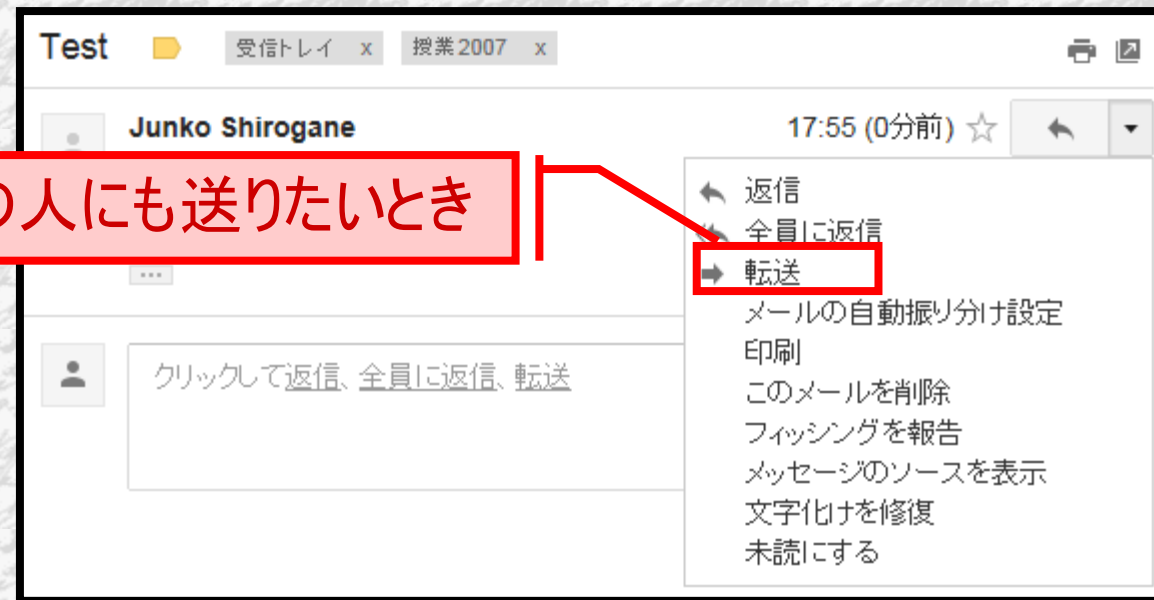 Test 受信トレイ x 授業2007 x
Junko Shirogane 17:55 (0分前)
の人にも送りたいとき
返信
全員に返信
転送
メールの自動振り分け設定
印刷
このメールを削除
フィッシングを報告
メッセージのソースを表示
文字化けを修復
未読にする
...
クリックして返信、全員に返信、転送